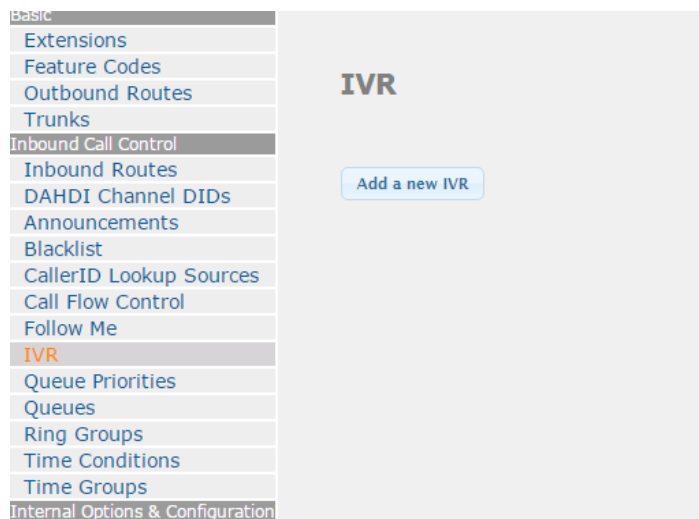 Basic
Extensions
Feature Codes
Outbound Routes
Trunks
Inbound Call Control
Inbound Routes
DAHDI Channel DIDs
Announcements
Blacklist
CallerID Lookup Sources
Call Flow Control
Follow Me
IVR
Queue Priorities
Queues
Ring Groups
Time Conditions
Time Groups
Internal Options & Configuration
IVR
Add a new IVR